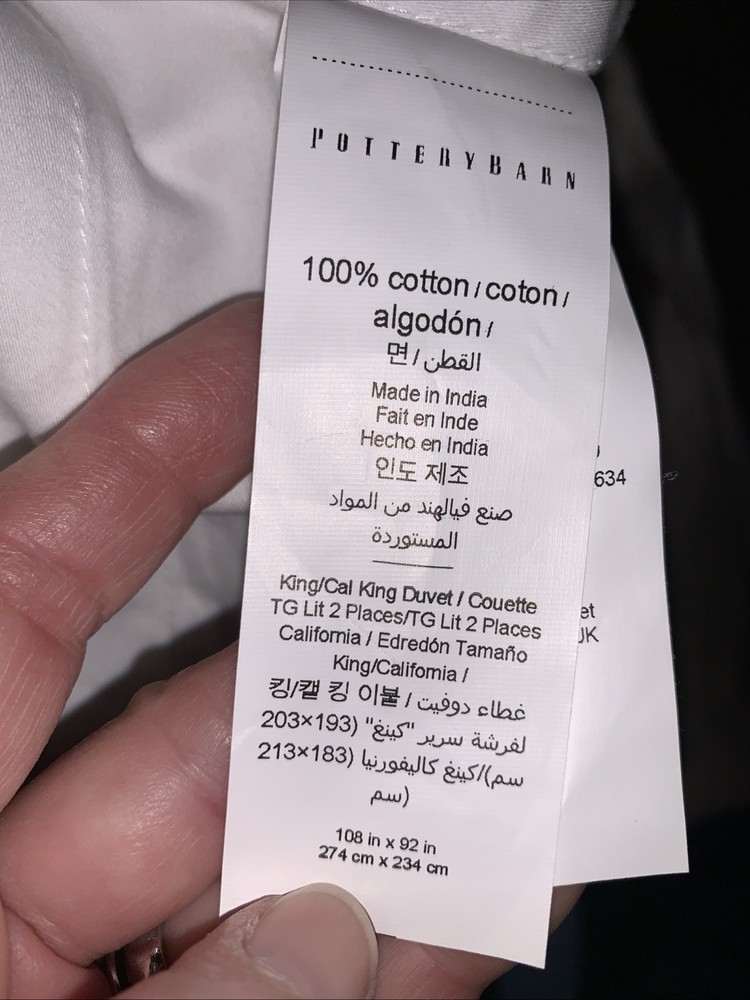 POTTERYBARN
100% cotton / coton /
algodón /
면 / القطن
Made in India
Fait en Inde
Hecho en India
인도 제조
صنع فيالهند من المواد
المستوردة
King/Cal King Duvet / Couette
TG Lit 2 Places/TG Lit 2 Places
California / Edredón Tamaño
King/California /
킹/캘 킹 이불 / غطاء دوفيت
لفرشة سرير "كينغ" (203×193
سم)/كينغ كاليفورنيا (213×183
سم)
108 in x 92 in
274 cm x 234 cm
634
et
UK